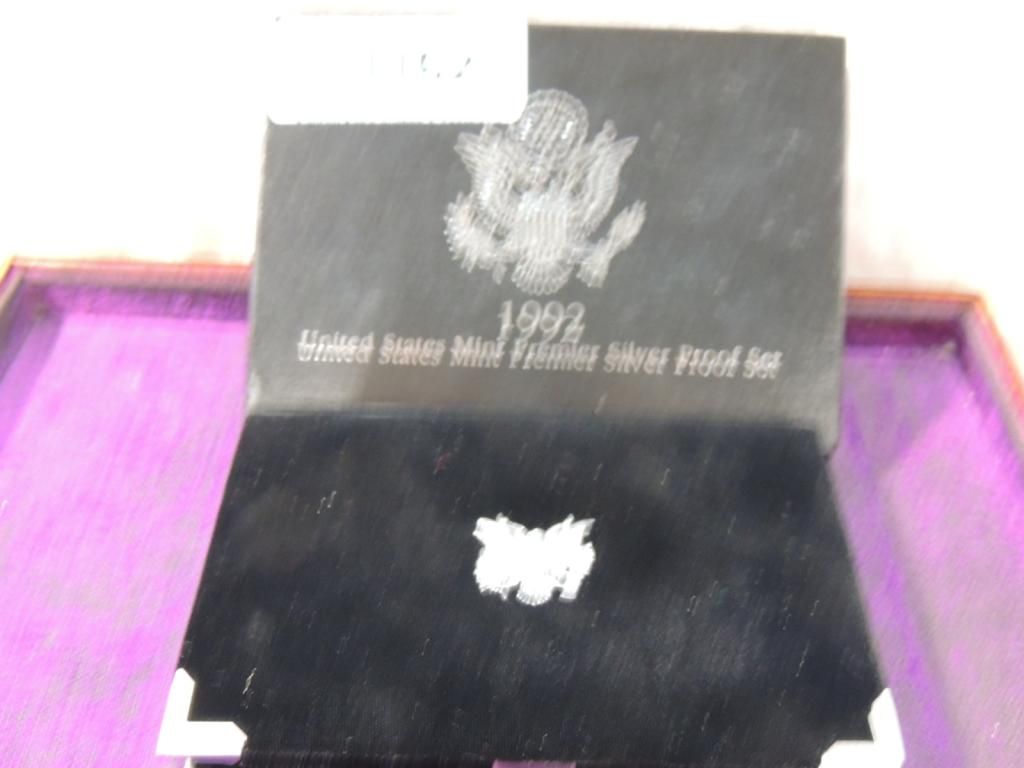 1992
United States Mint Premier Silver Proof Set